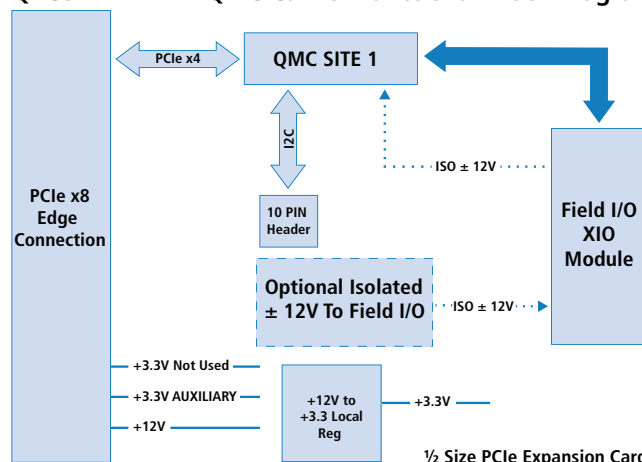 PCIe x4
QMC SITE 1
I2C
ISO ± 12V
PCIe x8
Edge
Connection
10 PIN
Header
Field I/O
XIO
Module
Optional Isolated
± 12V To Field I/O
ISO ± 12V
+3.3V Not Used
+3.3V AUXILIARY
+12V
+12V to
+3.3 Local
Reg
+3.3V
½ Size PCIe Expansion Card